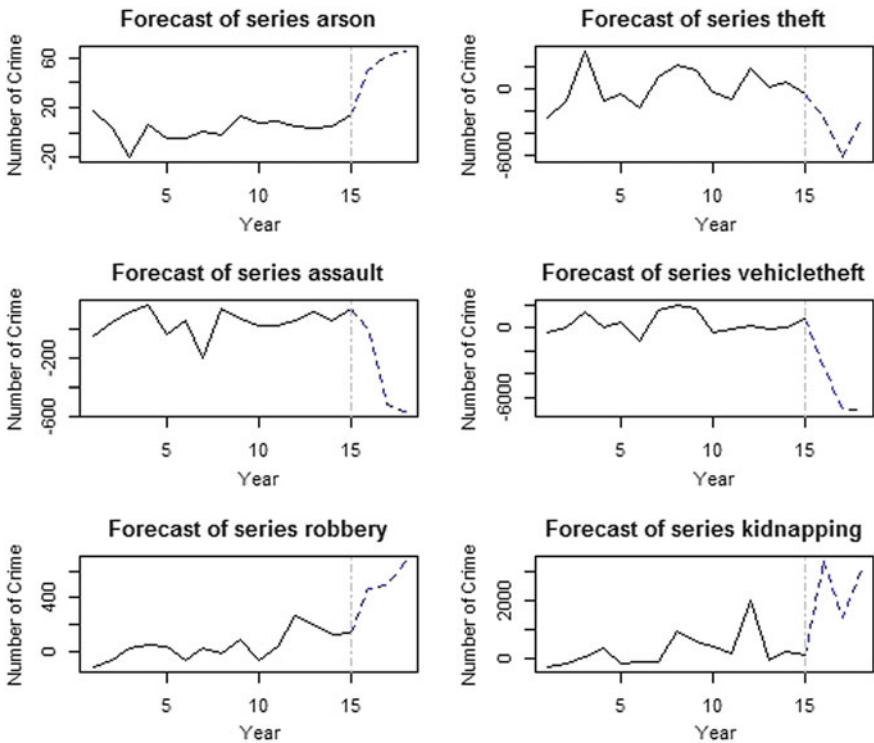 Forecast of series arson
Number of Crime
60
20
-20
5 10 15
Year
Forecast of series theft
Number of Crime
0
-6000
5 10 15
Year
Forecast of series assault
Number of Crime
-200
-600
5 10 15
Year
Forecast of series vehicletheft
Number of Crime
0
-6000
5 10 15
Year
Forecast of series robbery
Number of Crime
400
0
5 10 15
Year
Forecast of series kidnapping
Number of Crime
2000
0
5 10 15
Year